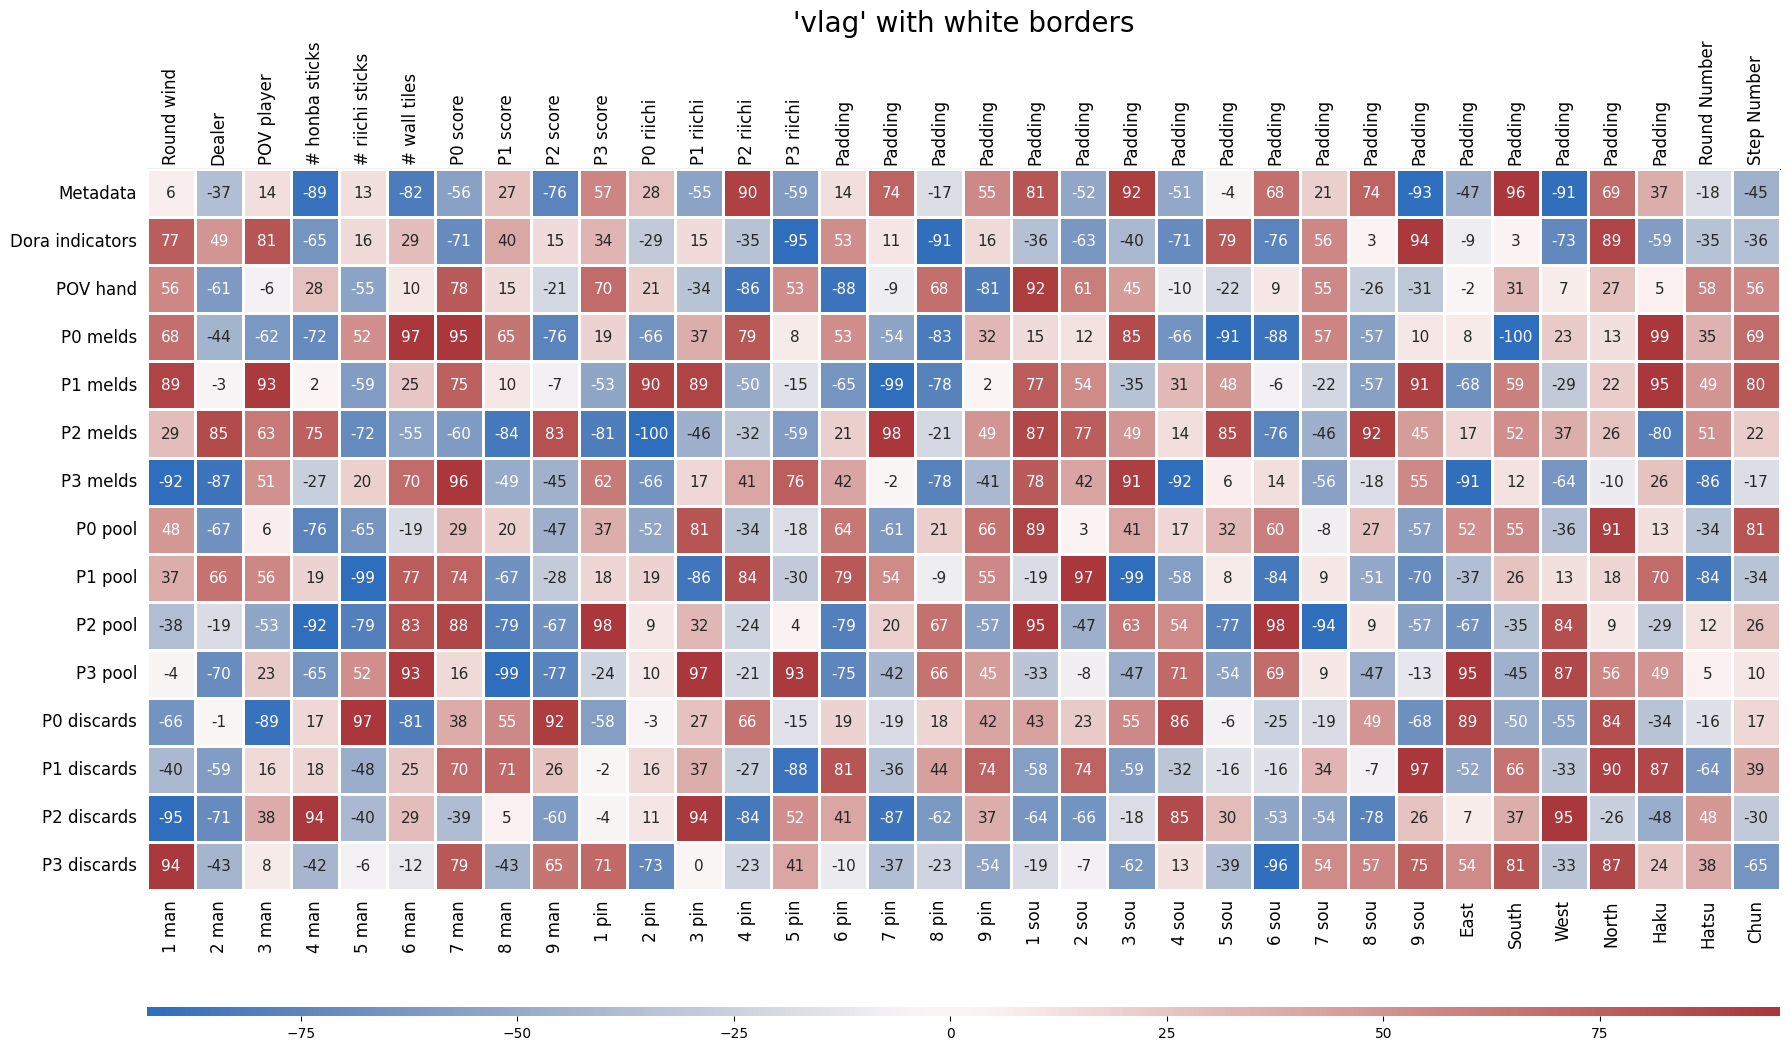 'vlag' with white borders
Round wind Dealer POV player # honba sticks # riichi sticks # wall tiles P0 score P1 score P2 score P3 score P0 riichi P1 riichi P2 riichi P3 riichi Padding Padding Padding Padding Padding Padding Padding Padding Padding Padding Padding Padding Padding Padding Padding Padding Padding Padding Round Number Step Number
Metadata 6 -37 14 -89 13 -82 -56 27 -76 57 28 -55 90 -59 14 74 -17 55 81 -52 92 -51 -4 68 21 74 -93 -47 96 -91 69 37 -18 -45
Dora indicators 77 49 81 -65 16 29 -71 40 15 34 -29 15 -35 -95 53 11 -91 16 -36 -63 -40 -71 79 -76 56 3 94 -9 3 -73 89 -59 -35 -36
POV hand 56 -61 -6 28 -55 10 78 15 -21 70 21 -34 -86 53 -88 -9 68 -81 92 61 45 -10 -22 9 55 -26 -31 -2 31 7 27 5 58 56
P0 melds 68 -44 -62 -72 52 97 95 65 -76 19 -66 37 79 8 53 -54 -83 32 15 12 85 -66 -91 -88 57 -57 10 8 -100 23 13 99 35 69
P1 melds 89 -3 93 2 -59 25 75 10 -7 -53 90 89 -50 -15 -65 -99 -78 2 77 54 -35 31 48 -6 -22 -57 91 -68 59 -29 22 95 49 80
P2 melds 29 85 63 75 -72 -55 -60 -84 83 -81 -100 -46 -32 -59 21 98 -21 49 87 77 49 14 85 -76 -46 92 45 17 52 37 26 -80 51 22
P3 melds -92 -87 51 -27 20 70 96 -49 -45 62 -66 17 41 76 42 -2 -78 -41 78 42 91 -92 6 14 -56 -18 55 -91 12 -64 -10 26 -86 -17
P0 pool 48 -67 6 -76 -65 -19 29 20 -47 37 -52 81 -34 -18 64 -61 21 66 89 3 41 17 32 60 -8 27 -57 52 55 -36 91 13 -34 81
P1 pool 37 66 56 19 -99 77 74 -67 -28 18 19 -86 84 -30 79 54 -9 55 -19 97 -99 -58 8 -84 9 -51 -70 -37 26 13 18 70 -84 -34
P2 pool -38 -19 -53 -92 -79 83 88 -79 -67 98 9 32 -24 4 -79 20 67 -57 95 -47 63 54 -77 98 -94 9 -57 -67 -35 84 9 -29 12 26
P3 pool -4 -70 23 -65 52 93 16 -99 -77 -24 10 97 -21 93 -75 -42 66 45 -33 -8 -47 71 -54 69 9 -47 -13 95 -45 87 56 49 5 10
P0 discards -66 -1 -89 17 97 -81 38 55 92 -58 -3 27 66 -15 19 -19 18 42 43 23 55 86 -6 -25 -19 49 -68 89 -50 -55 84 -34 -16 17
P1 discards -40 -59 16 18 -48 25 70 71 26 -2 16 37 -27 -88 81 -36 44 74 -58 74 -59 -32 -16 -16 34 -7 97 -52 66 -33 90 87 -64 39
P2 discards -95 -71 38 94 -40 29 -39 5 -60 -4 11 94 -84 52 41 -87 -62 37 -64 -66 -18 85 30 -53 -54 -78 26 7 37 95 -26 -48 48 -30
P3 discards 94 -43 8 -42 -6 -12 79 -43 65 71 -73 0 -23 41 -10 -37 -23 -54 -19 -7 -62 13 -39 -96 54 57 75 54 81 -33 87 24 38 -65
1 man 2 man 3 man 4 man 5 man 6 man 7 man 8 man 9 man 1 pin 2 pin 3 pin 4 pin 5 pin 6 pin 7 pin 8 pin 9 pin 1 sou 2 sou 3 sou 4 sou 5 sou 6 sou 7 sou 8 sou 9 sou East South West North Haku Hatsu Chun
−75 −50 −25 0 25 50 75